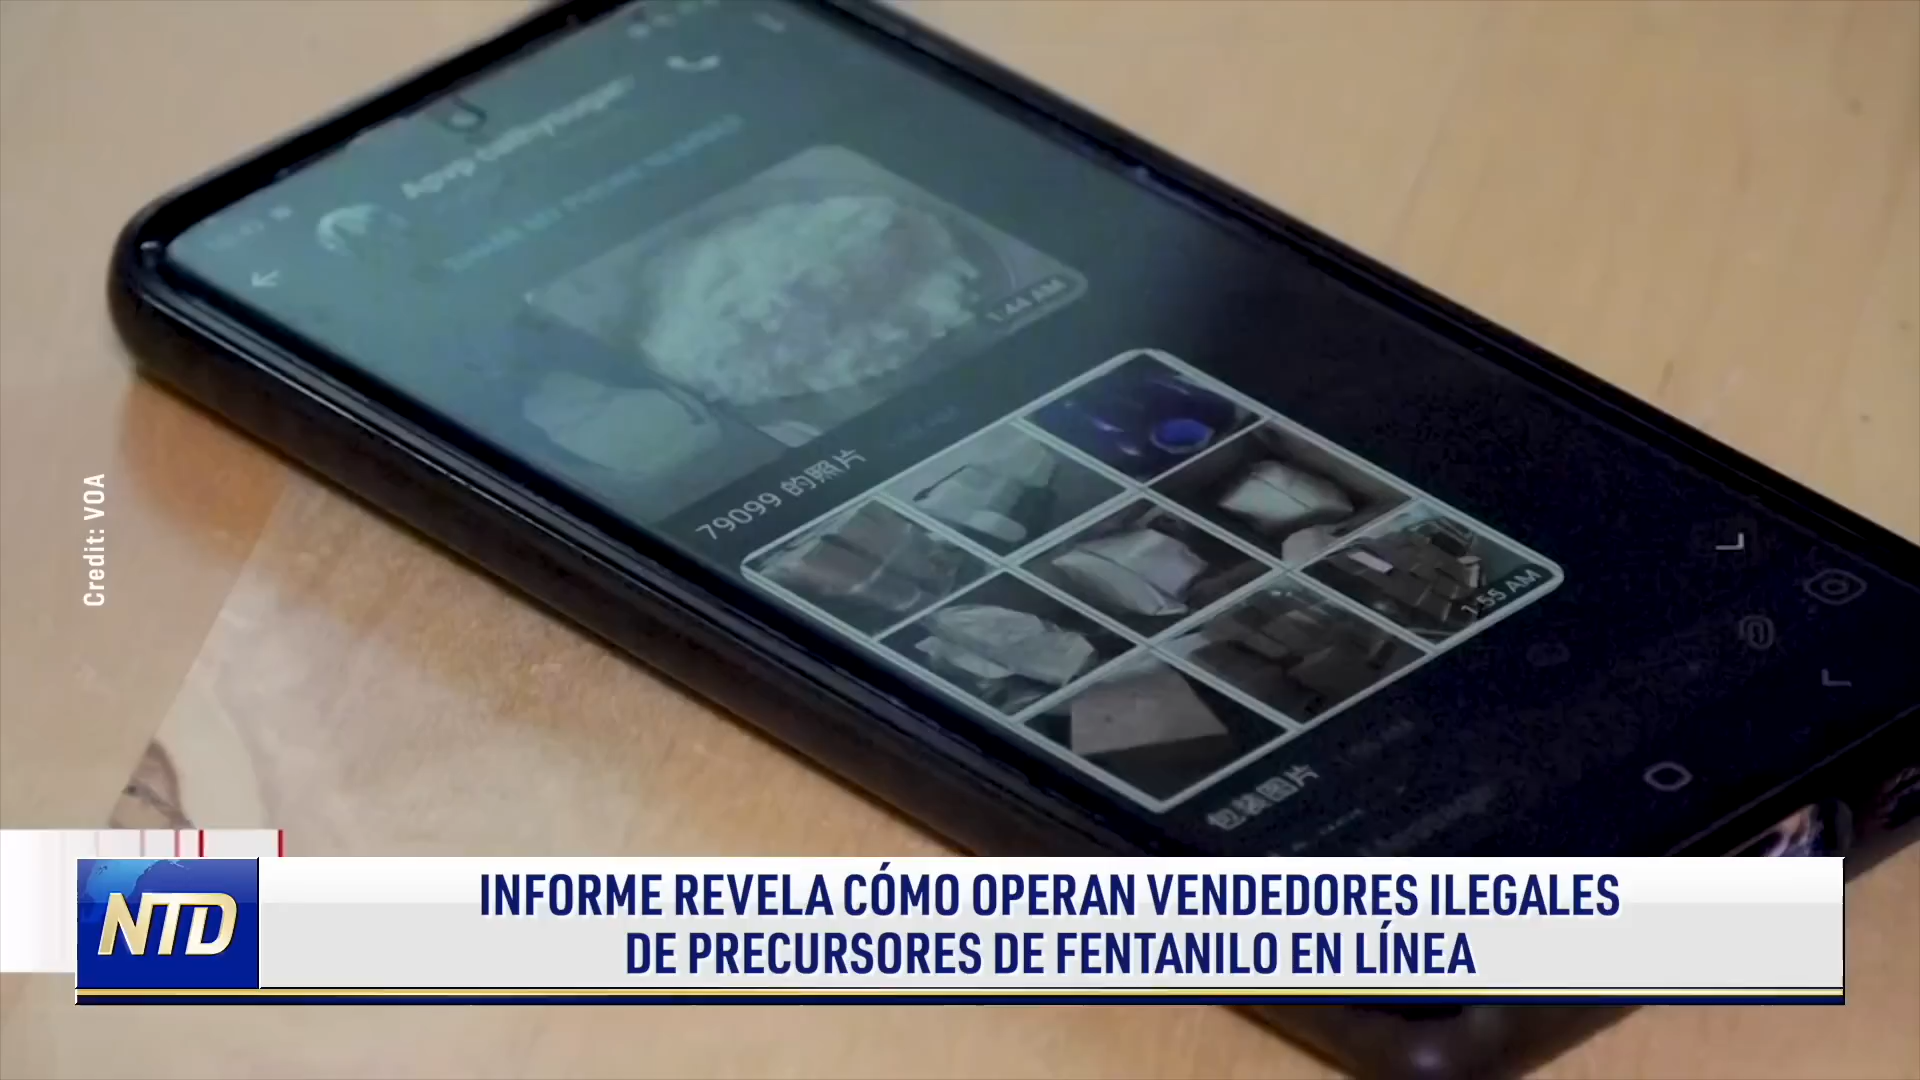 1:44 AM
79099 的照片
1:55 AM
包装图片
Credit: VOA
NTD
INFORME REVELA CÓMO OPERAN VENDEDORES ILEGALES
DE PRECURSORES DE FENTANILO EN LÍNEA